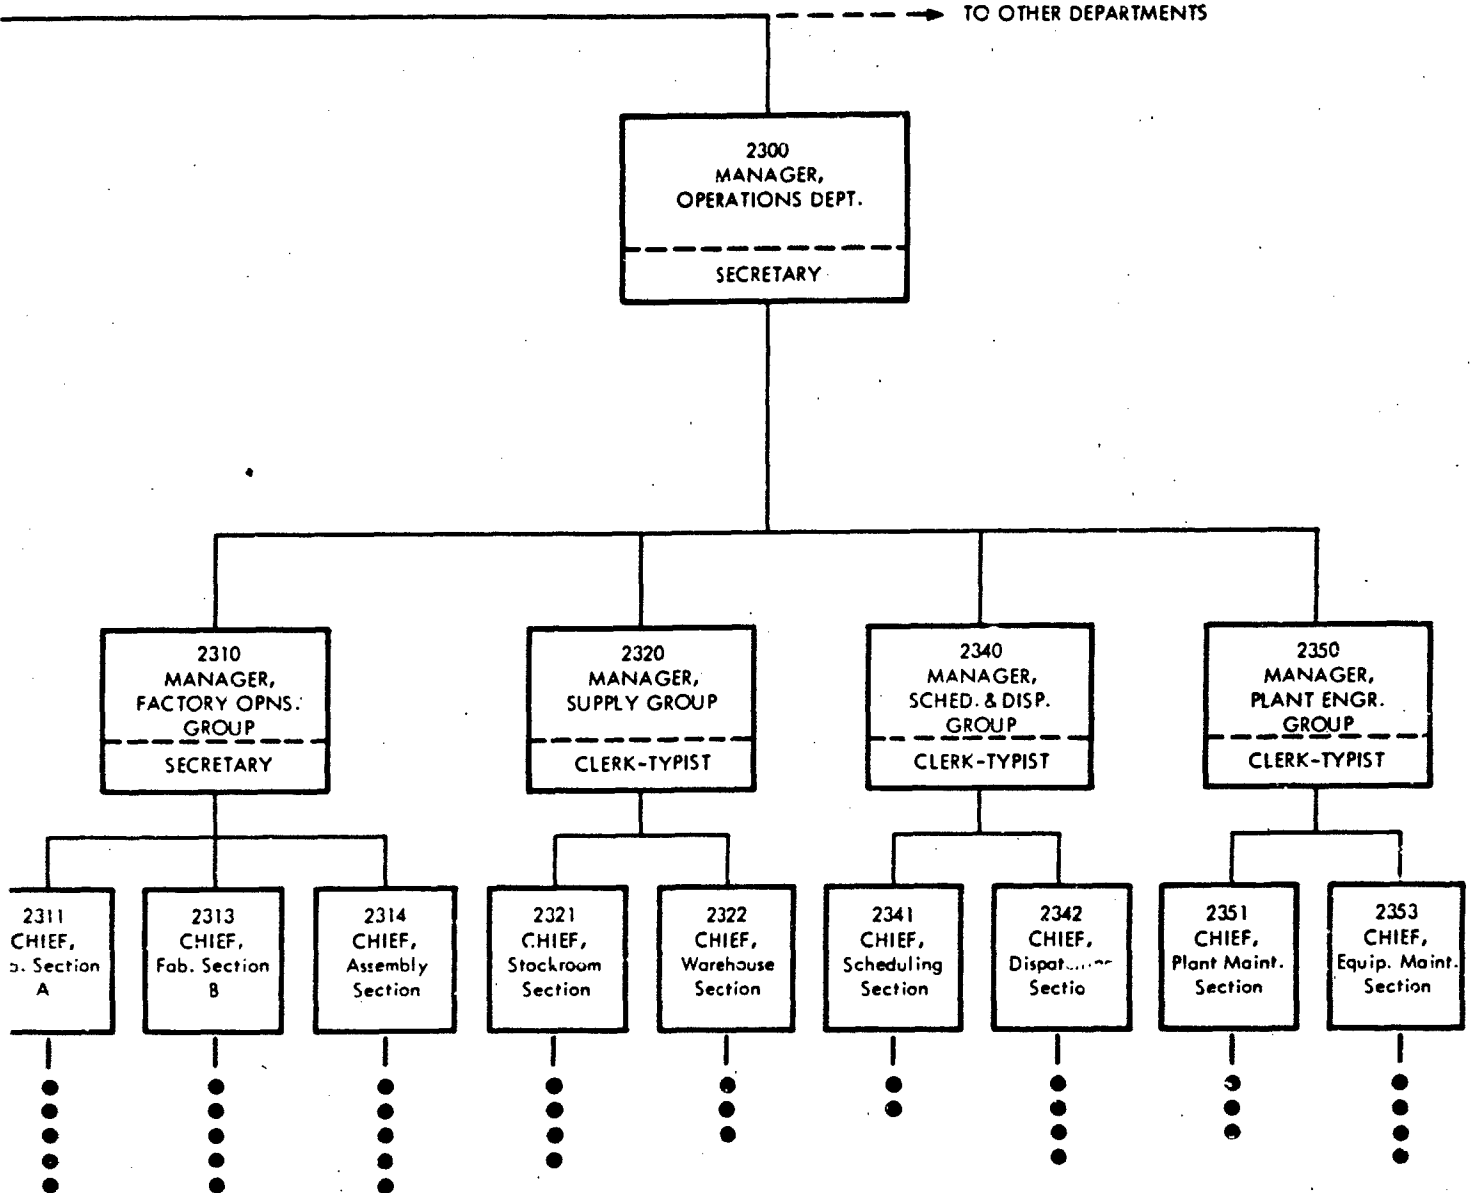 TO OTHER DEPARTMENTS
2300
MANAGER,
OPERATIONS DEPT.
SECRETARY
2310
MANAGER,
FACTORY OPNS.
GROUP
SECRETARY
2320
MANAGER,
SUPPLY GROUP
CLERK-TYPIST
2340
MANAGER,
SCHED. & DISP.
GROUP
CLERK-TYPIST
2350
MANAGER,
PLANT ENGR.
GROUP
CLERK-TYPIST
2311
CHIEF,
Section
A
2313
CHIEF,
Fab. Section
B
2314
CHIEF,
Assembly
Section
2321
CHIEF,
Stockroom
Section
2322
CHIEF,
Warehouse
Section
2341
CHIEF,
Scheduling
Section
2342
CHIEF,
Sectio
2351
CHIEF,
Plant Maint.
Section
2353
CHIEF,
Equip. Maint.
Section